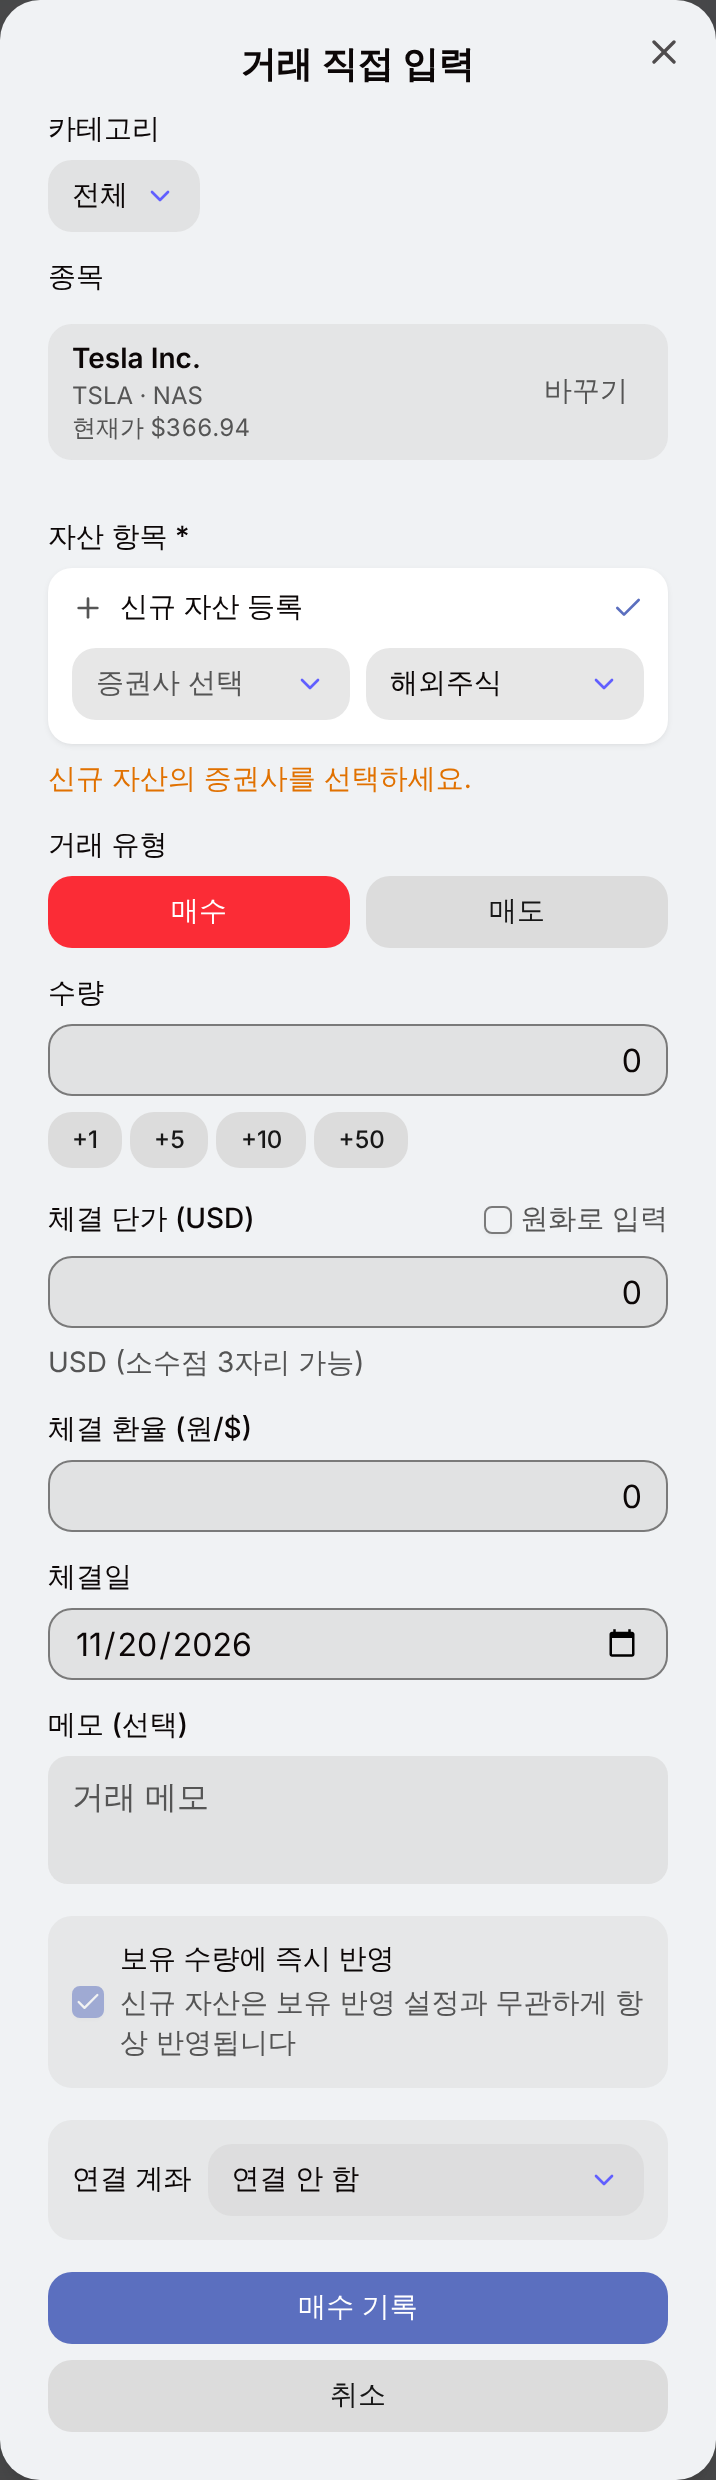 거래 직접 입력
카테고리
전체
종목
Tesla Inc.
TSLA · NAS
현재가 $366.94
바꾸기
자산 항목 *
신규 자산 등록
증권사 선택
해외주식
신규 자산의 증권사를 선택하세요.
거래 유형
매수
매도
수량
0
+1
+5
+10
+50
체결 단가 (USD)
원화로 입력
0
USD (소수점 3자리 가능)
체결 환율 (원/$)
0
체결일
11/20/2026
메모 (선택)
거래 메모
보유 수량에 즉시 반영
신규 자산은 보유 반영 설정과 무관하게 항
상 반영됩니다
연결 계좌
연결 안 함
매수 기록
취소